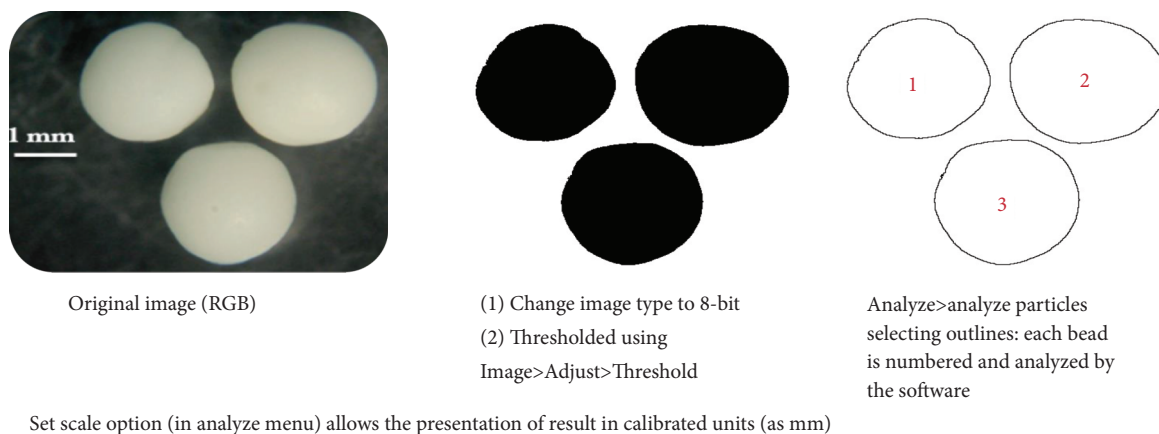 1 mm
1
2
3
Original image (RGB)
(1) Change image type to 8-bit
(2) Thresholded using
Image>Adjust>Threshold
Analyze>analyze particles
selecting outlines: each bead
is numbered and analyzed by
the software
Set scale option (in analyze menu) allows the presentation of result in calibrated units (as mm)